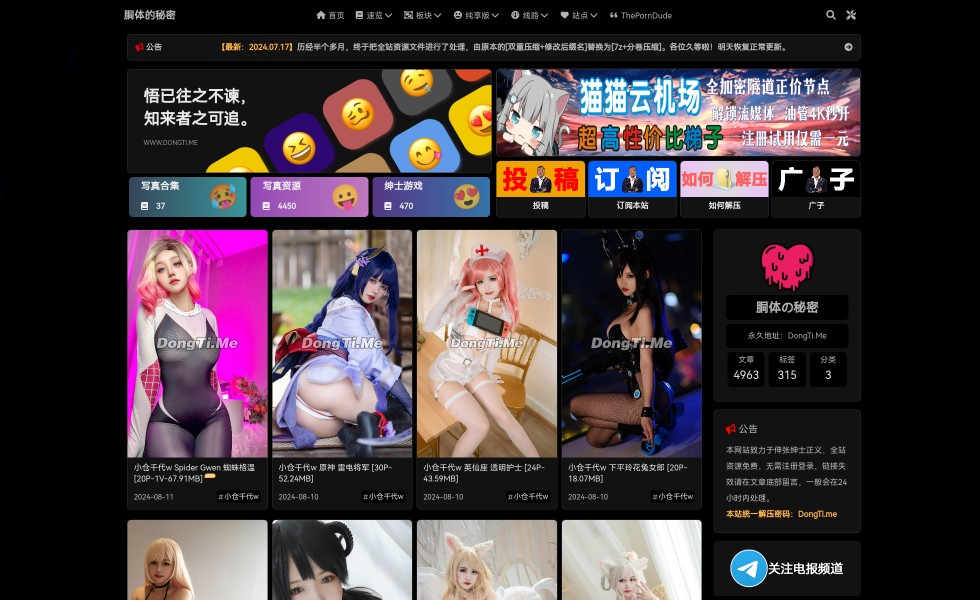 胴体的秘密
首页 速览 板块 纯享版 线路 站点 ThePornDude
公告
【最新：2024.07.17】历经半个多月，终于把全站资源文件进行了处理，由原本的[双重压缩+修改后缀名]替换为[7z+分卷压缩]。各位久等啦！明天恢复正常更新。
悟已往之不谏，
知来者之可追。
WWW.DONGTI.ME
猫猫云机场
全加密隧道正价节点
解锁流媒体 油管4K秒开
超高性价比梯子
注册试用仅需一元
写真合集
37
写真资源
4450
绅士游戏
470
投稿
投稿
订阅
订阅本站
如何解压
如何解压
广子
广子
DongTi.Me
DongTi.Me
DongTi.Me
DongTi.Me
小仓千代w Spider Gwen 蜘蛛格温
[20P-1V-67.91MB]
2024-08-11 #小仓千代w
小仓千代w 原神 雷电将军 [30P-
52.24MB]
2024-08-10 #小仓千代w
小仓千代w 英仙座 透明护士 [24P-
43.59MB]
2024-08-10 #小仓千代w
小仓千代w 下平玲花兔女郎 [20P-
18.07MB]
2024-08-10 #小仓千代w
胴体の秘密
永久地址：DongTi.Me
文章 标签 分类
4963 315 3
公告
本网站致力于伸张绅士正义，全站
资源免费，无需注册登录，链接失
效请在文章底部留言，一般会在24
小时内处理。
本站统一解压密码：DongTi.me
关注电报频道